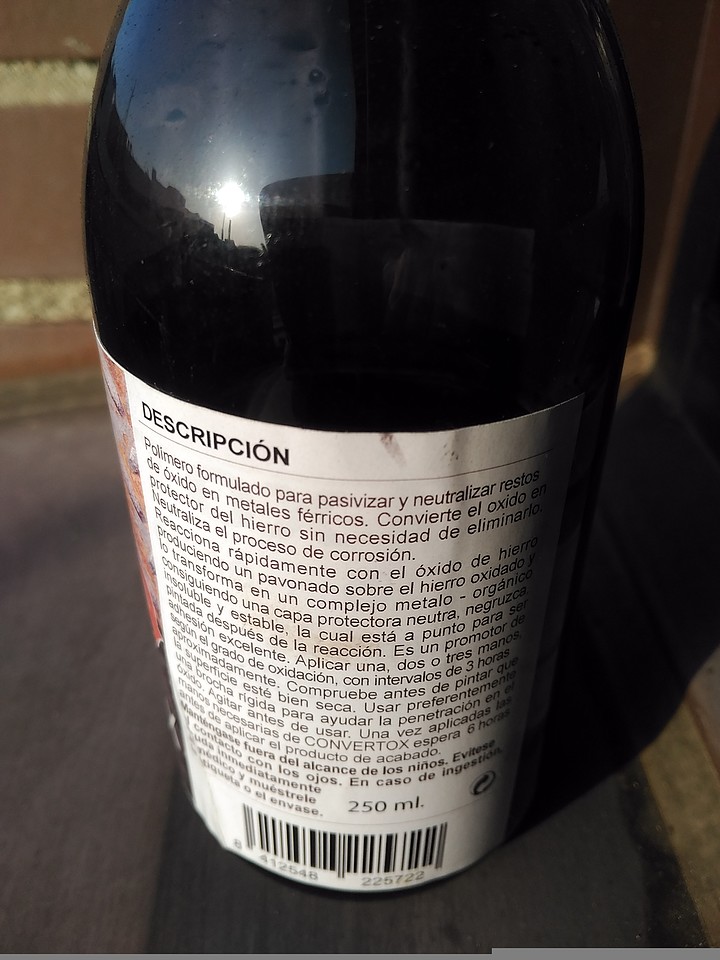 DESCRIPCIÓN
Polímero formulado para pasivizar y neutralizar restos
de óxido en metales férricos. Convierte el oxido en
protector del hierro sin necesidad de eliminarlo.
Neutraliza el proceso de corrosión.
Reacciona rápidamente con el óxido de hierro
produciendo un pavonado sobre el hierro oxidado y
lo transforma en un complejo metalo - orgánico
consiguiendo una capa protectora neutra, negruzca,
insoluble y estable, la cual está a punto para ser
pintada después de la reacción. Es un promotor de
adhesión excelente. Aplicar una, dos o tres manos,
según el grado de oxidación, con intervalos de 3 horas
aproximadamente. Compruebe antes de pintar que
la superficie esté bien seca. Usar preferentemente
una brocha rígida para ayudar la penetración en el
óxido. Agitar antes de usar. Una vez aplicadas las
manos necesarias de CONVERTOX espera 6 horas
antes de aplicar el producto de acabado.
Manténgase fuera del alcance de los niños. Evítese
contacto con los ojos. En caso de ingestión,
inmediatamente
médico y muéstrele
etiqueta o el envase.
250 ml.
8 412548 225722